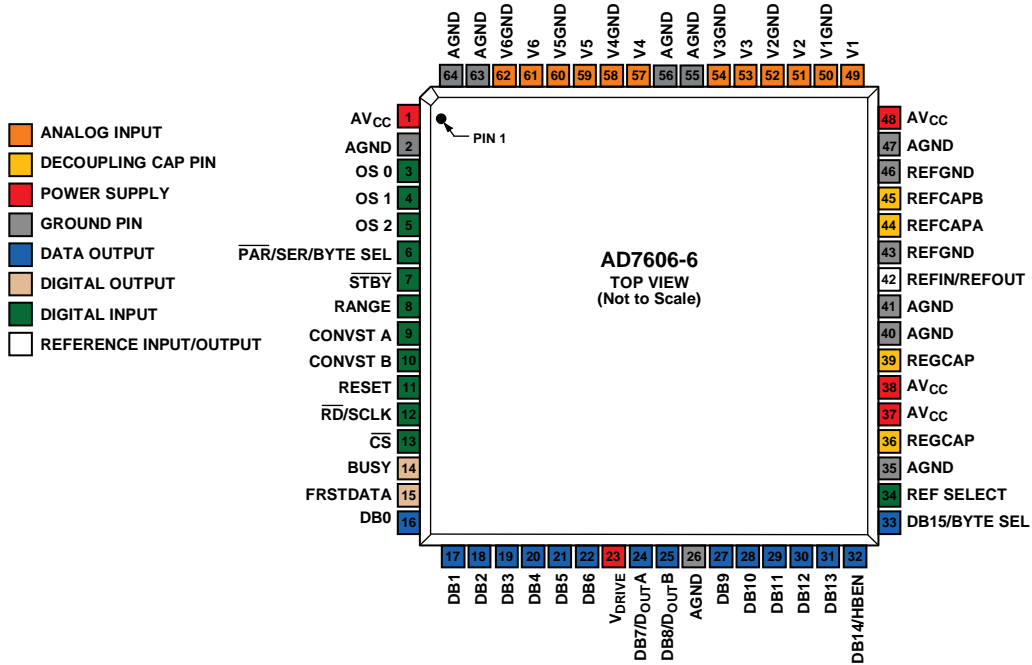 AGND
AGND
V6GND
V6
V5GND
V5
V4GND
V4
AGND
AGND
V3GND
V3
V2GND
V2
V1GND
V1
64 63 62 61 60 59 58 57 56 55 54 53 52 51 50 49
ANALOG INPUT
DECOUPLING CAP PIN
POWER SUPPLY
GROUND PIN
DATA OUTPUT
DIGITAL OUTPUT
DIGITAL INPUT
REFERENCE INPUT/OUTPUT
AVCC 1
AGND 2
OS 0 3
OS 1 4
OS 2 5
PAR/SER/BYTE SEL 6
STBY 7
RANGE 8
CONVST A 9
CONVST B 10
RESET 11
RD/SCLK 12
CS 13
BUSY 14
FRSTDATA 15
DB0 16
PIN 1
AD7606-6
TOP VIEW
(Not to Scale)
48 AVCC
47 AGND
46 REFGND
45 REFCAPB
44 REFCAPA
43 REFGND
42 REFIN/REFOUT
41 AGND
40 AGND
39 REGCAP
38 AVCC
37 AVCC
36 REGCAP
35 AGND
34 REF SELECT
33 DB15/BYTE SEL
17 18 19 20 21 22 23 24 25 26 27 28 29 30 31 32
DB1
DB2
DB3
DB4
DB5
DB6
VDRIVE
DB7/DOUTA
DB8/DOUTB
AGND
DB9
DB10
DB11
DB12
DB13
DB14/HBEN